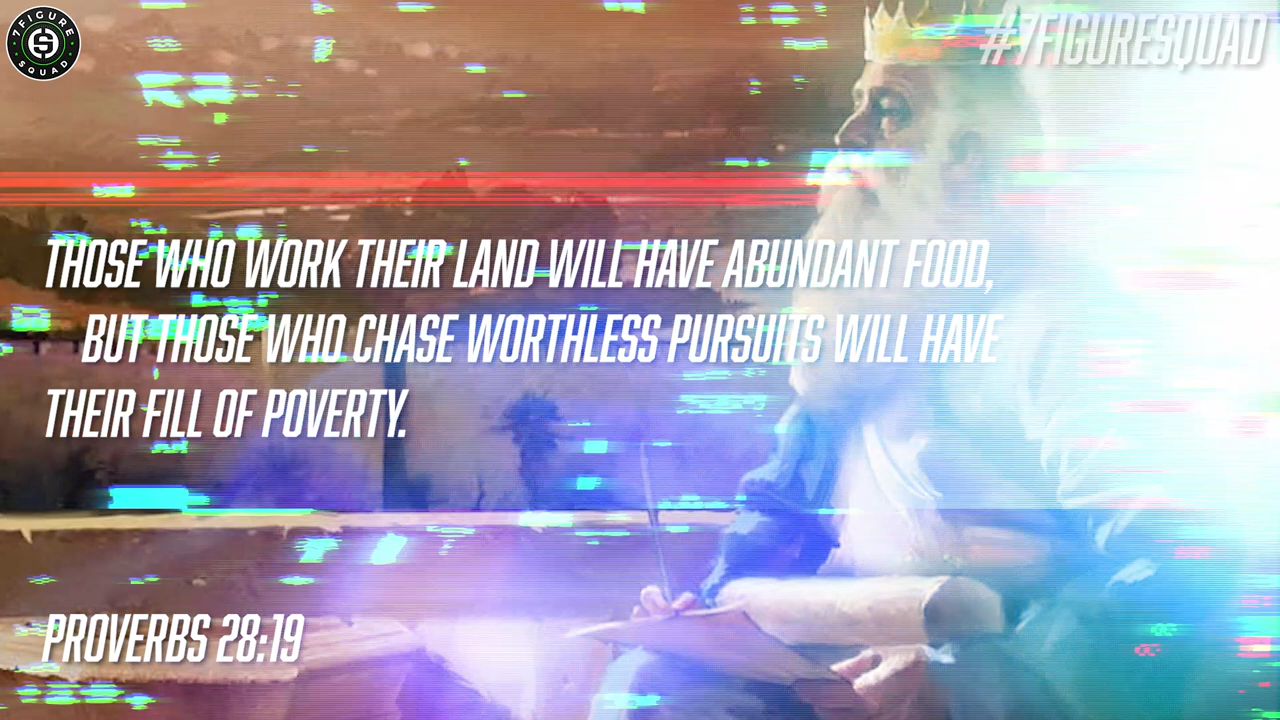 7FIGURE
SQUAD
#7FIGURESQUAD
THOSE WHO WORK THEIR LAND WILL HAVE ABUNDANT FOOD,
BUT THOSE WHO CHASE WORTHLESS PURSUITS WILL HAVE
THEIR FILL OF POVERTY.
PROVERBS 28:19